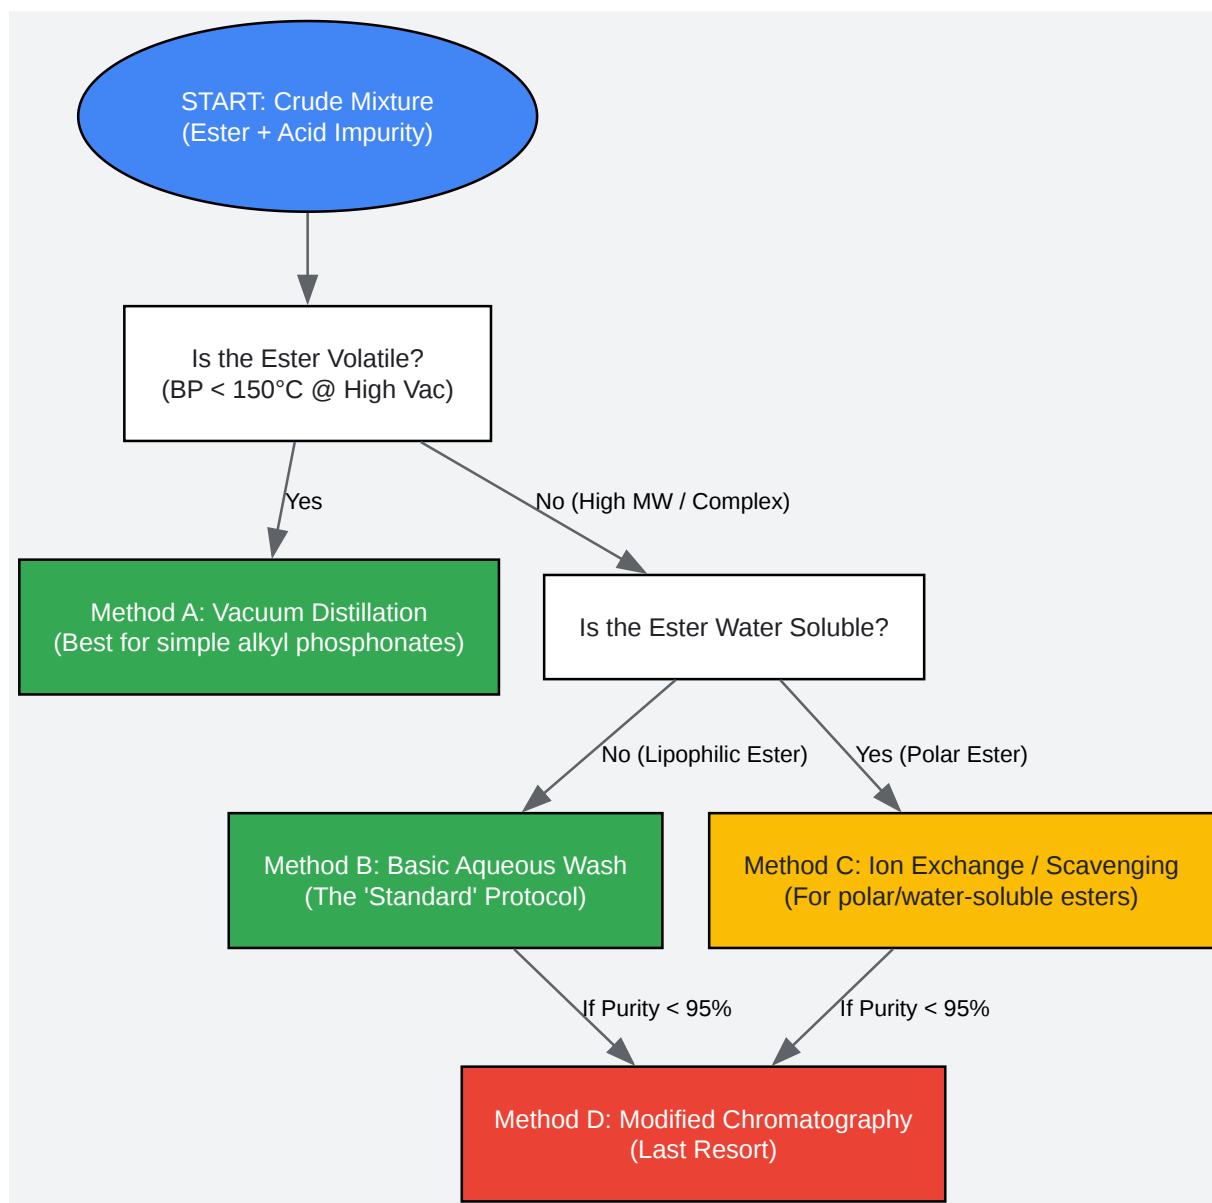 START: Crude Mixture
(Ester + Acid Impurity)
Is the Ester Volatile?
(BP < 150°C @ High Vac)
Yes
No (High MW / Complex)
Method A: Vacuum Distillation
(Best for simple alkyl phosphonates)
Is the Ester Water Soluble?
No (Lipophilic Ester)
Yes (Polar Ester)
Method B: Basic Aqueous Wash
(The 'Standard' Protocol)
Method C: Ion Exchange / Scavenging
(For polar/water-soluble esters)
If Purity < 95%
If Purity < 95%
Method D: Modified Chromatography
(Last Resort)